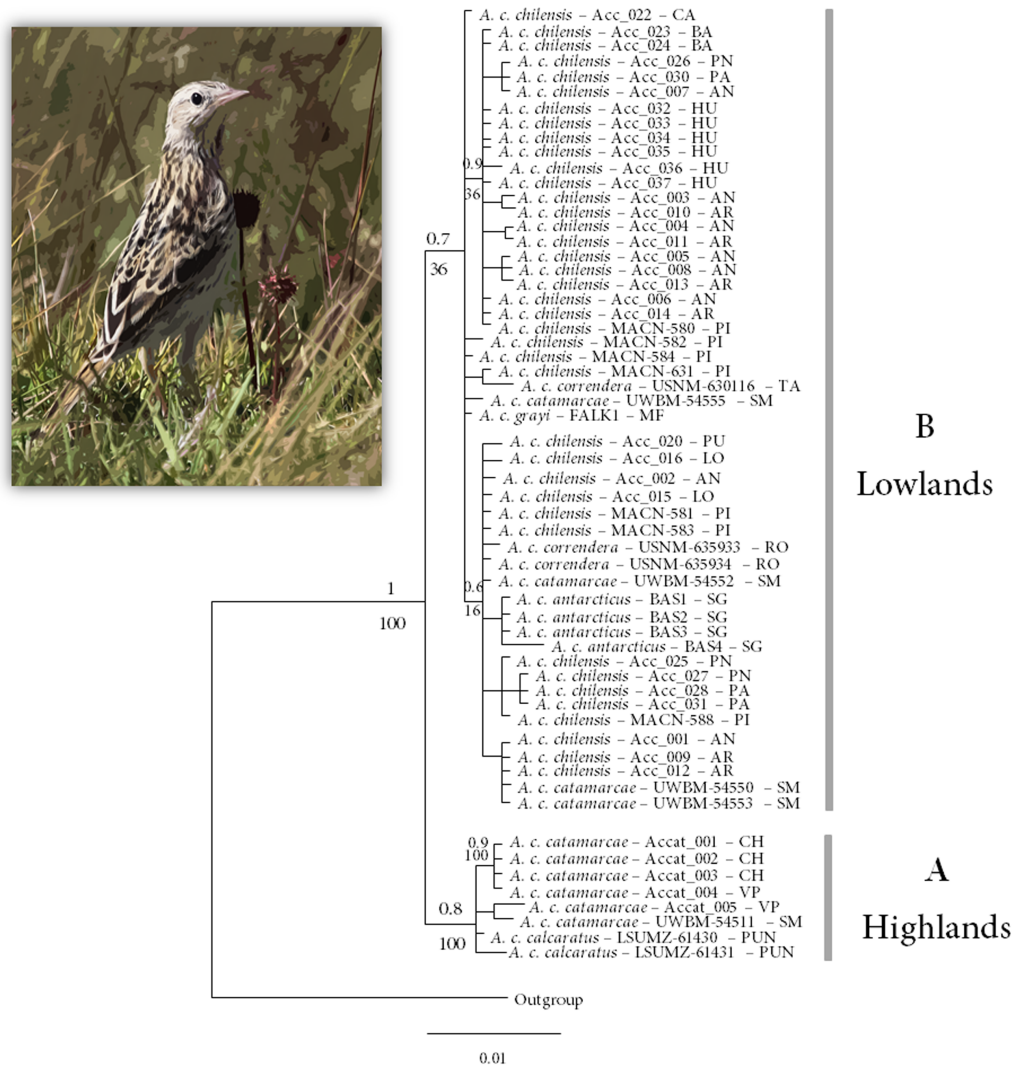 A. c. chilensis – Acc_022 – CA
A. c. chilensis – Acc_023 – BA
A. c. chilensis – Acc_024 – BA
A. c. chilensis – Acc_026 – PN
A. c. chilensis – Acc_030 – PA
A. c. chilensis – Acc_007 – AN
A. c. chilensis – Acc_032 – HU
A. c. chilensis – Acc_033 – HU
A. c. chilensis – Acc_034 – HU
A. c. chilensis – Acc_035 – HU
0.9
A. c. chilensis – Acc_036 – HU
A. c. chilensis – Acc_037 – HU
36
A. c. chilensis – Acc_003 – AN
A. c. chilensis – Acc_010 – AR
A. c. chilensis – Acc_004 – AN
A. c. chilensis – Acc_011 – AR
0.7
A. c. chilensis – Acc_005 – AN
36
A. c. chilensis – Acc_008 – AN
A. c. chilensis – Acc_013 – AR
A. c. chilensis – Acc_006 – AN
A. c. chilensis – Acc_014 – AR
A. c. chilensis – MACN-580 – PI
A. c. chilensis – MACN-582 – PI
A. c. chilensis – MACN-584 – PI
A. c. chilensis – MACN-631 – PI
A. c. correndera – USNM-630116 – TA
A. c. catamarcae – UWBM-54555 – SM
A. c. grayi – FALK1 – MF
A. c. chilensis – Acc_020 – PU
A. c. chilensis – Acc_016 – LO
A. c. chilensis – Acc_002 – AN
A. c. chilensis – Acc_015 – LO
A. c. chilensis – MACN-581 – PI
A. c. chilensis – MACN-583 – PI
A. c. correndera – USNM-635933 – RO
A. c. correndera – USNM-635934 – RO
A. c. catamarcae – UWBM-54552 – SM
0.6
16
A. c. antarcticus – BAS1 – SG
A. c. antarcticus – BAS2 – SG
A. c. antarcticus – BAS3 – SG
A. c. antarcticus – BAS4 – SG
A. c. chilensis – Acc_025 – PN
A. c. chilensis – Acc_027 – PN
A. c. chilensis – Acc_028 – PA
A. c. chilensis – Acc_031 – PA
A. c. chilensis – MACN-588 – PI
A. c. chilensis – Acc_001 – AN
A. c. chilensis – Acc_009 – AR
A. c. chilensis – Acc_012 – AR
A. c. catamarcae – UWBM-54550 – SM
A. c. catamarcae – UWBM-54553 – SM
B
Lowlands
1
100
0.9
100
A. c. catamarcae – Accat_001 – CH
A. c. catamarcae – Accat_002 – CH
A. c. catamarcae – Accat_003 – CH
A. c. catamarcae – Accat_004 – VP
0.8
100
A. c. catamarcae – Accat_005 – VP
A. c. catamarcae – UWBM-54511 – SM
A. c. calcaratus – LSUMZ-61430 – PUN
A. c. calcaratus – LSUMZ-61431 – PUN
A
Highlands
Outgroup
0.01